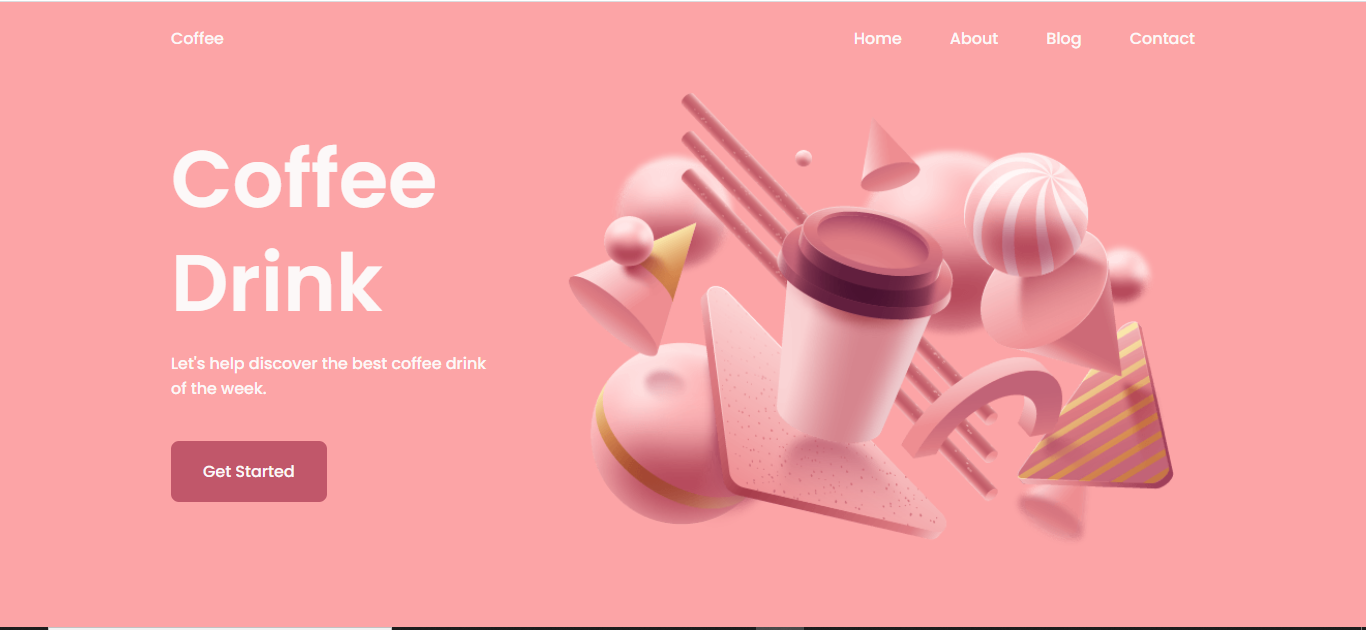 Coffee
Home About Blog Contact
Coffee
Drink
Let's help discover the best coffee drink
of the week.
Get Started